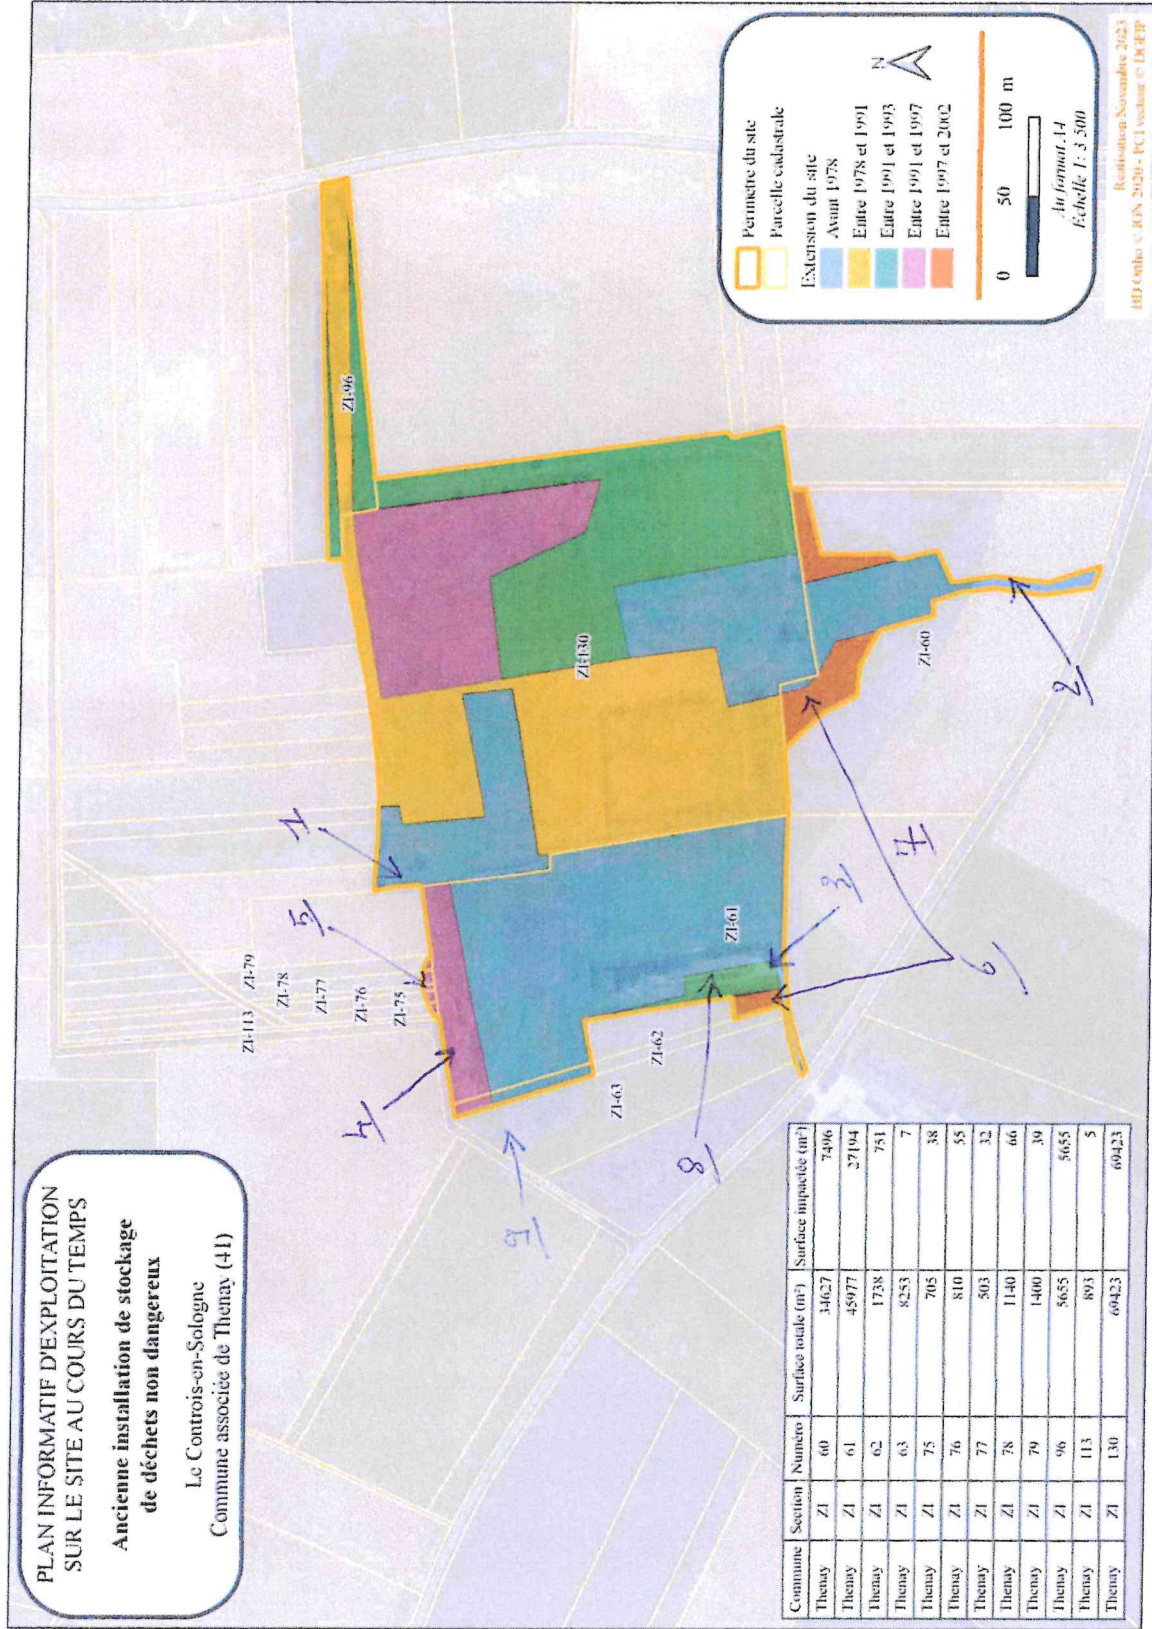 PLAN INFORMATIF D'EXPLOITATION
SUR LE SITE AU COURS DU TEMPS
Ancienne installation de stockage
de déchets non dangereux
Le Controis-en-Sologne
Commune associée de Thenay (41)
ZI-113
ZI-79
ZI-78
ZI-77
ZI-76
ZI-75
ZI-63
ZI-62
ZI-61
ZI-130
ZI-96
ZI-60
1
2
3
4
5
6
7
8
9
Périmètre du site
Parcelle cadastrale
Extension du site
Avant 1978
Entre 1978 et 1991
Entre 1991 et 1993
Entre 1991 et 1997
Entre 1997 et 2002
N
0 50 100 m
Au format A4
Échelle 1 : 3 500
Réalisation Novembre 2023
BD Ortho © IGN 2020 - PCI vecteur © DGFIP
Commune Section Numéro Surface totale (m²) Surface impactée (m²)
Thenay ZI 60 34627 7496
Thenay ZI 61 45977 27194
Thenay ZI 62 1738 751
Thenay ZI 63 8253 7
Thenay ZI 75 705 38
Thenay ZI 76 810 55
Thenay ZI 77 503 32
Thenay ZI 78 1140 66
Thenay ZI 79 1400 39
Thenay ZI 96 5655 5655
Thenay ZI 113 893 5
Thenay ZI 130 69423 69423